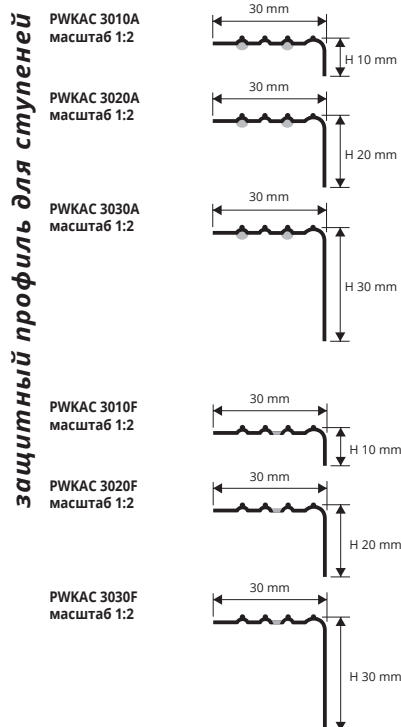 защитный профиль для ступеней
PWKAC 3010A
масштаб 1:2
30 mm
H 10 mm
PWKAC 3020A
масштаб 1:2
30 mm
H 20 mm
PWKAC 3030A
масштаб 1:2
30 mm
H 30 mm
PWKAC 3010F
масштаб 1:2
30 mm
H 10 mm
PWKAC 3020F
масштаб 1:2
30 mm
H 20 mm
PWKAC 3030F
масштаб 1:2
30 mm
H 30 mm